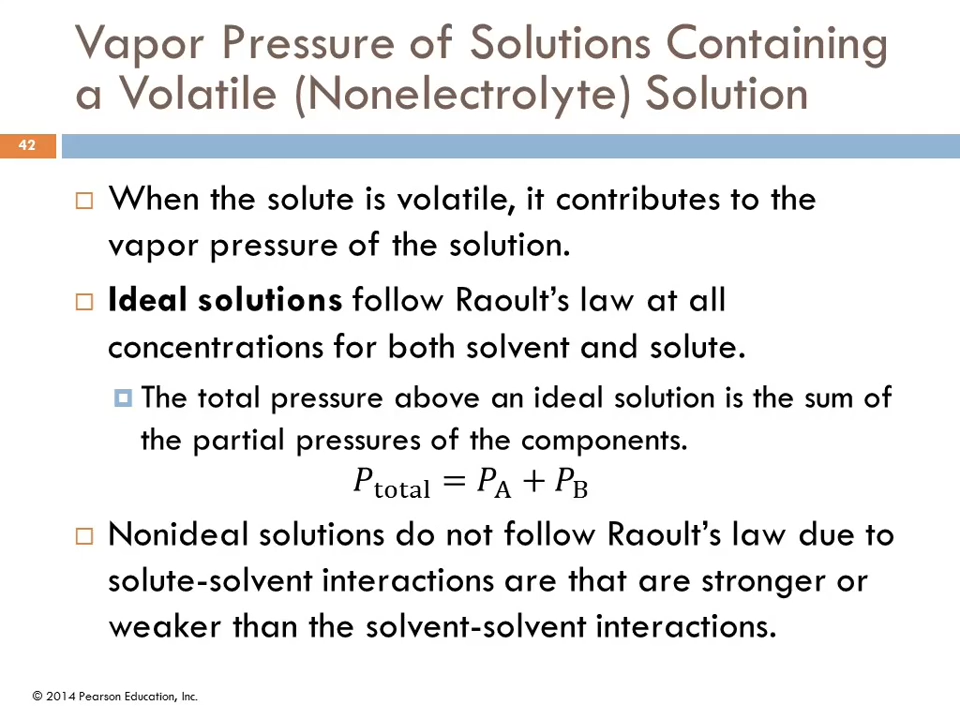 Vapor Pressure of Solutions Containing
a Volatile (Nonelectrolyte) Solution
42
When the solute is volatile, it contributes to the
vapor pressure of the solution.
Ideal solutions follow Raoult's law at all
concentrations for both solvent and solute.
The total pressure above an ideal solution is the sum of
the partial pressures of the components.
P_total = P_A + P_B
Nonideal solutions do not follow Raoult's law due to
solute-solvent interactions are that are stronger or
weaker than the solvent-solvent interactions.
© 2014 Pearson Education, Inc.